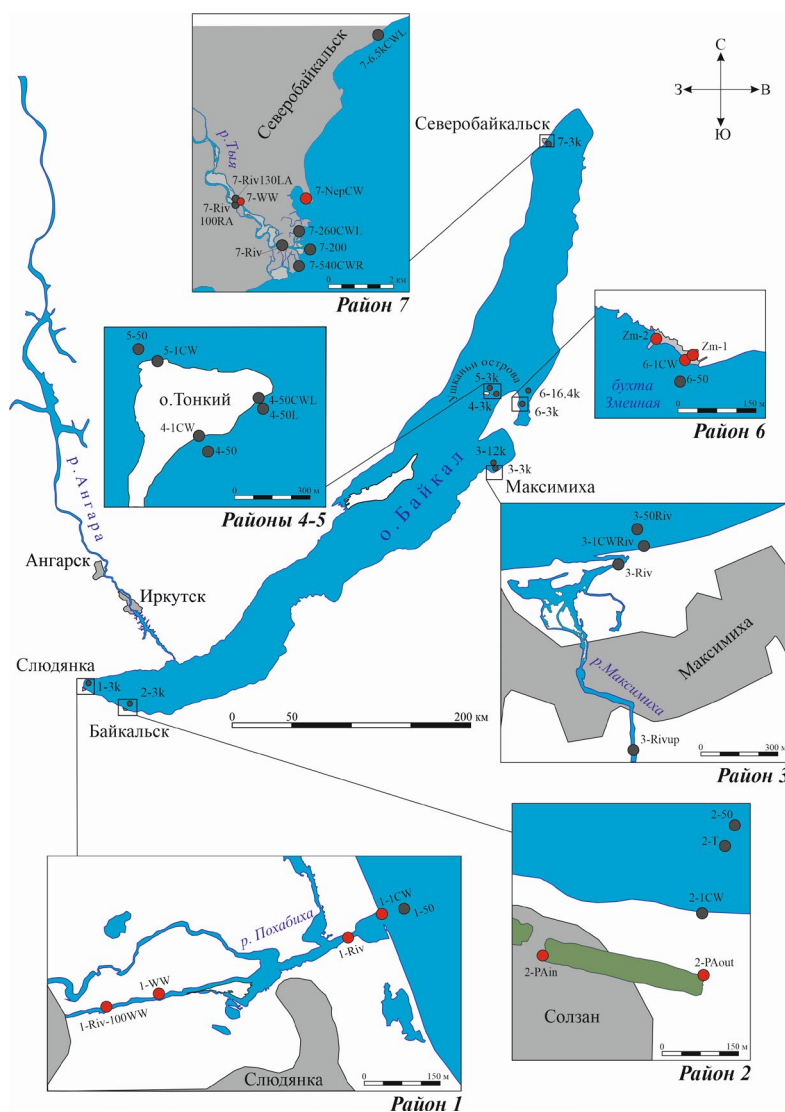 Северобайкальск
7-6.5kCWL
р.Тыя
7-Riv130LA
7-WW
7-Riv
100RA
7-NepCW
7-260CWL
7-Riv
7-200
7-540CWR
0 2 км
Район 7
С
З В
Ю
Северобайкальск
7-3k
5-50
5-1CW
о.Тонкий
4-50CWL
4-50L
4-1CW
4-50
0 300 м
Районы 4-5
Ушканьи острова
5-3k
4-3k
6-16.4k
6-3k
Zm-2
Zm-1
6-1CW
6-50
бухта
Змеиная
0 150 м
Район 6
р.Ангара
о.Байкал
3-12k
3-3k
Максимиха
Ангарск
Иркутск
3-50Riv
3-1CWRiv
3-Riv
Максимиха
р.Максимиха
3-Rivup
0 300 м
Район 3
Слюдянка
1-3k
2-3k
Байкальск
0 50 200 км
р. Похабиха
1-1CW
1-50
1-Riv
1-WW
1-Riv-100WW
Слюдянка
0 150 м
Район 1
2-50
2-T
2-1CW
2-PAin
2-PAout
Солзан
0 150 м
Район 2